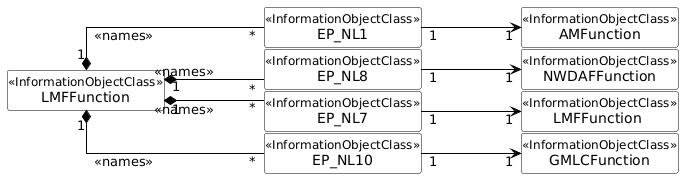 «InformationObjectClass»
EP_NL1
«InformationObjectClass»
AMFunction
1
«names»
*
1
1
«InformationObjectClass»
EP_NL8
«InformationObjectClass»
NWDAFFunction
«names»
1
*
1
1
«InformationObjectClass»
LMFFunction
«InformationObjectClass»
EP_NL7
«InformationObjectClass»
LMFFunction
«names»
1
*
1
1
«InformationObjectClass»
EP_NL10
«InformationObjectClass»
GMLCFunction
1
«names»
*
1
1